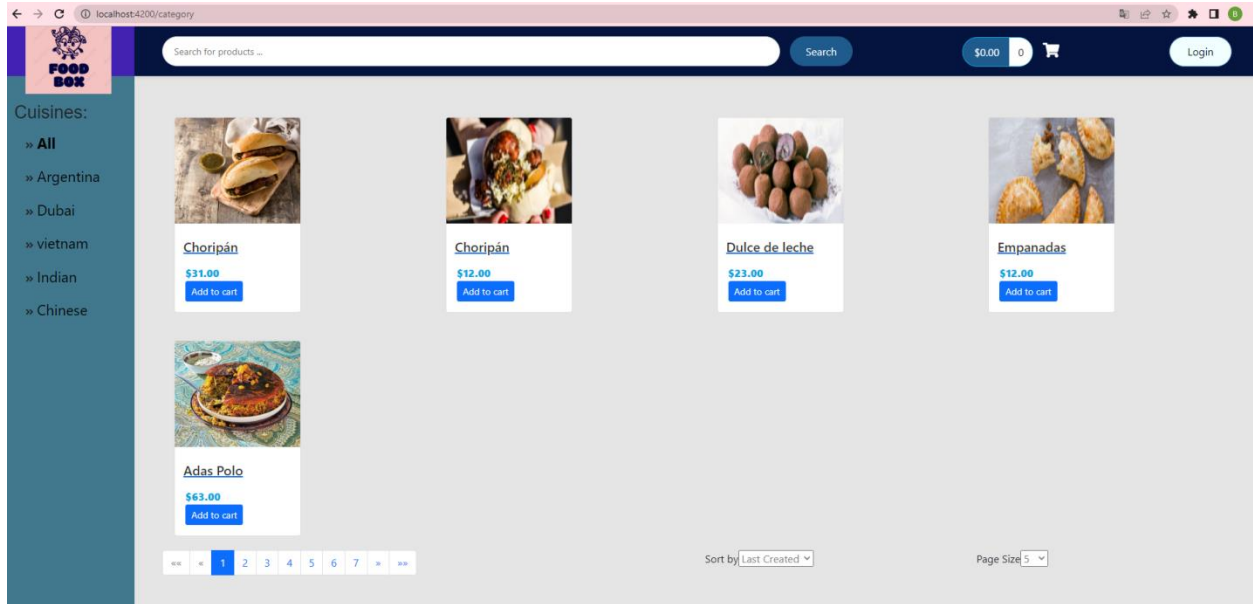 localhost:4200/category
B
FOOD
BOX
Search for products ...
Search
$0.00 0
Login
Cuisines:
» All
» Argentina
» Dubai
» vietnam
» Indian
» Chinese
Choripán
$31.00
Add to cart
Choripán
$12.00
Add to cart
Dulce de leche
$23.00
Add to cart
Empanadas
$12.00
Add to cart
Adas Polo
$63.00
Add to cart
«« « 1 2 3 4 5 6 7 » »»
Sort by Last Created
Page Size 5